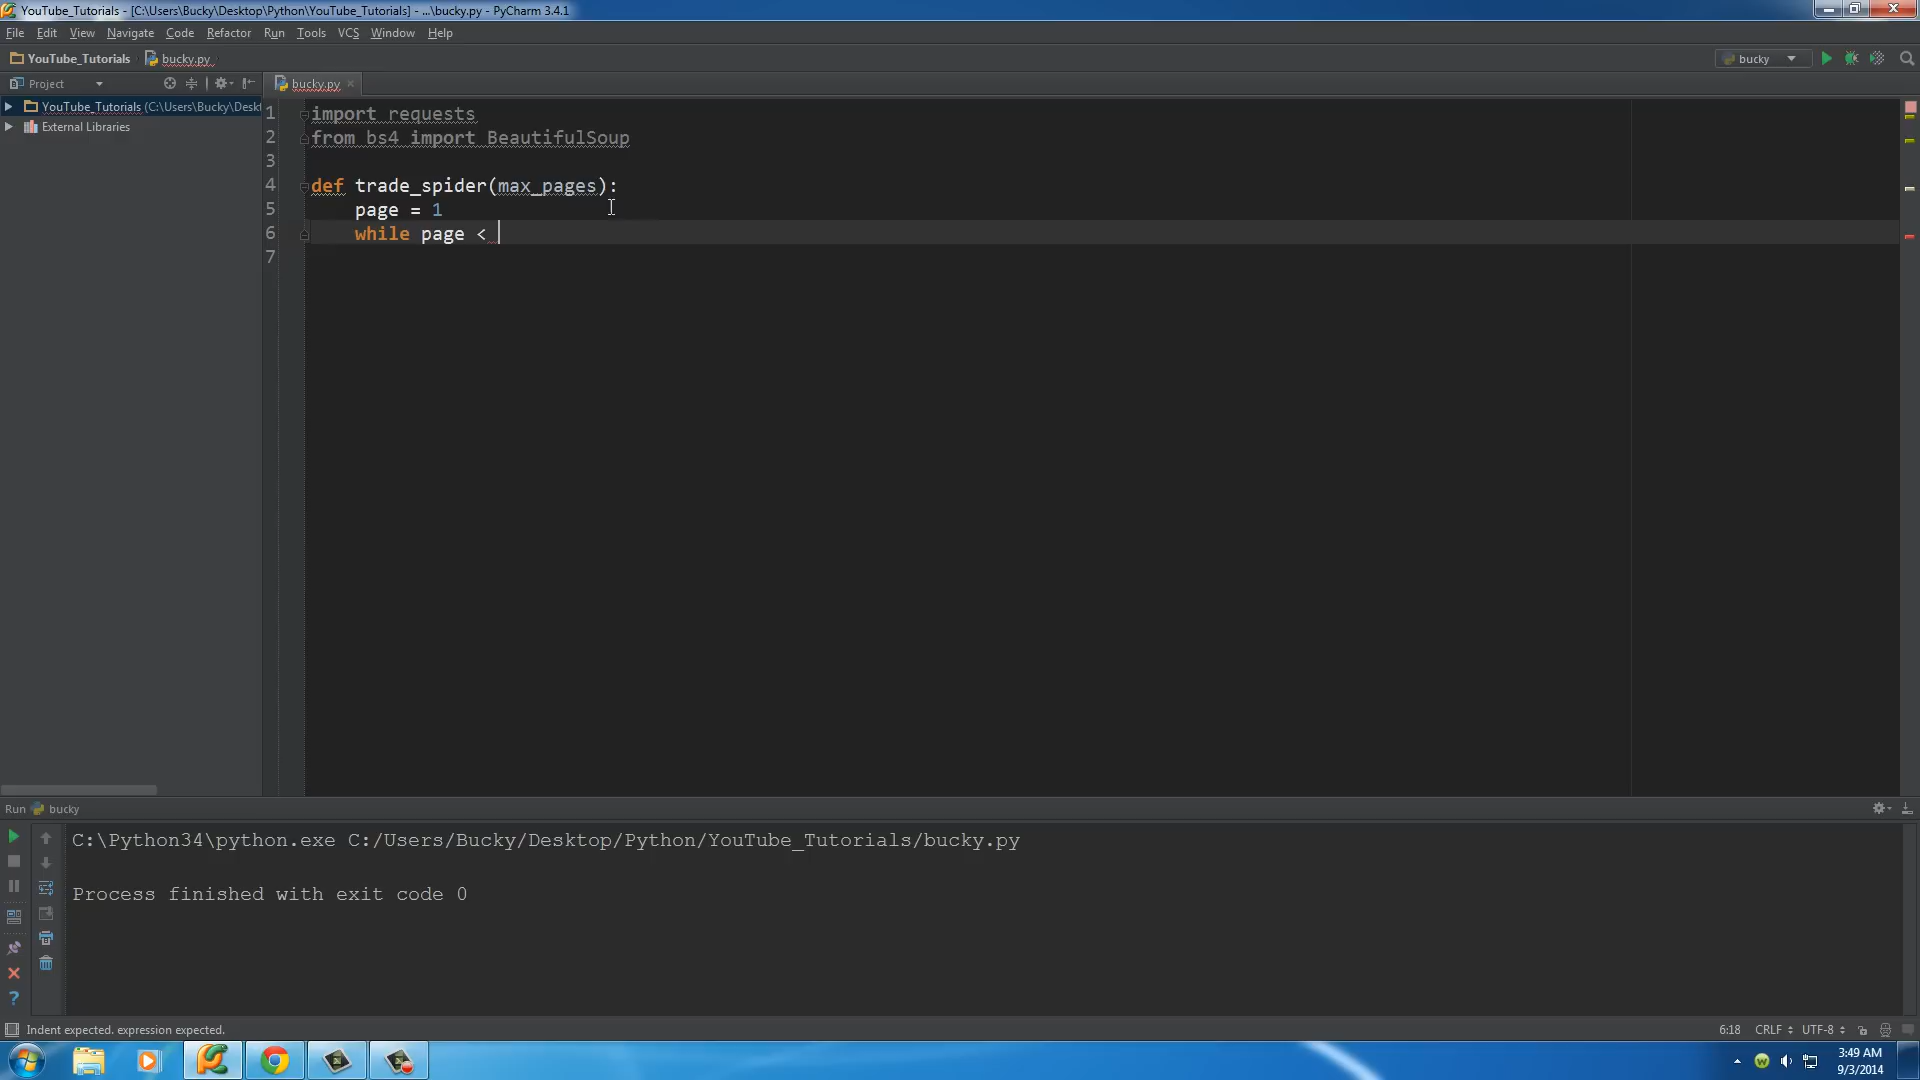 YouTube_Tutorials - [C:\Users\Bucky\Desktop\Python\YouTube_Tutorials] - ...\bucky.py - PyCharm 3.4.1
File Edit View Navigate Code Refactor Run Tools VCS Window Help
YouTube_Tutorials bucky.py bucky
Project bucky.py
YouTube_Tutorials (C:\Users\Bucky\Deskt
External Libraries
1 import requests
2 from bs4 import BeautifulSoup
3
4 def trade_spider(max_pages):
5 page = 1
6 while page <
7
Run bucky
C:\Python34\python.exe C:/Users/Bucky/Desktop/Python/YouTube_Tutorials/bucky.py
Process finished with exit code 0
Indent expected. expression expected. 6:18 CRLF UTF-8
3:49 AM
9/3/2014